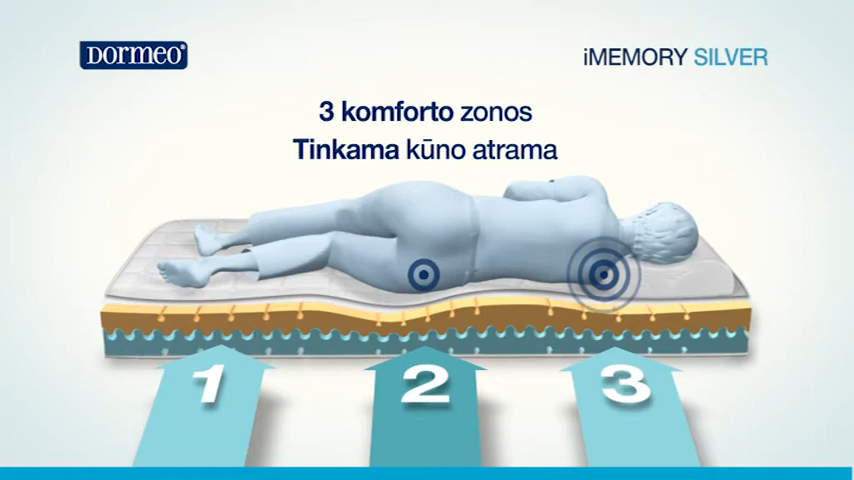 DORMEO®
iMEMORY SILVER
3 komforto zonos
Tinkama kūno atrama
1
2
3